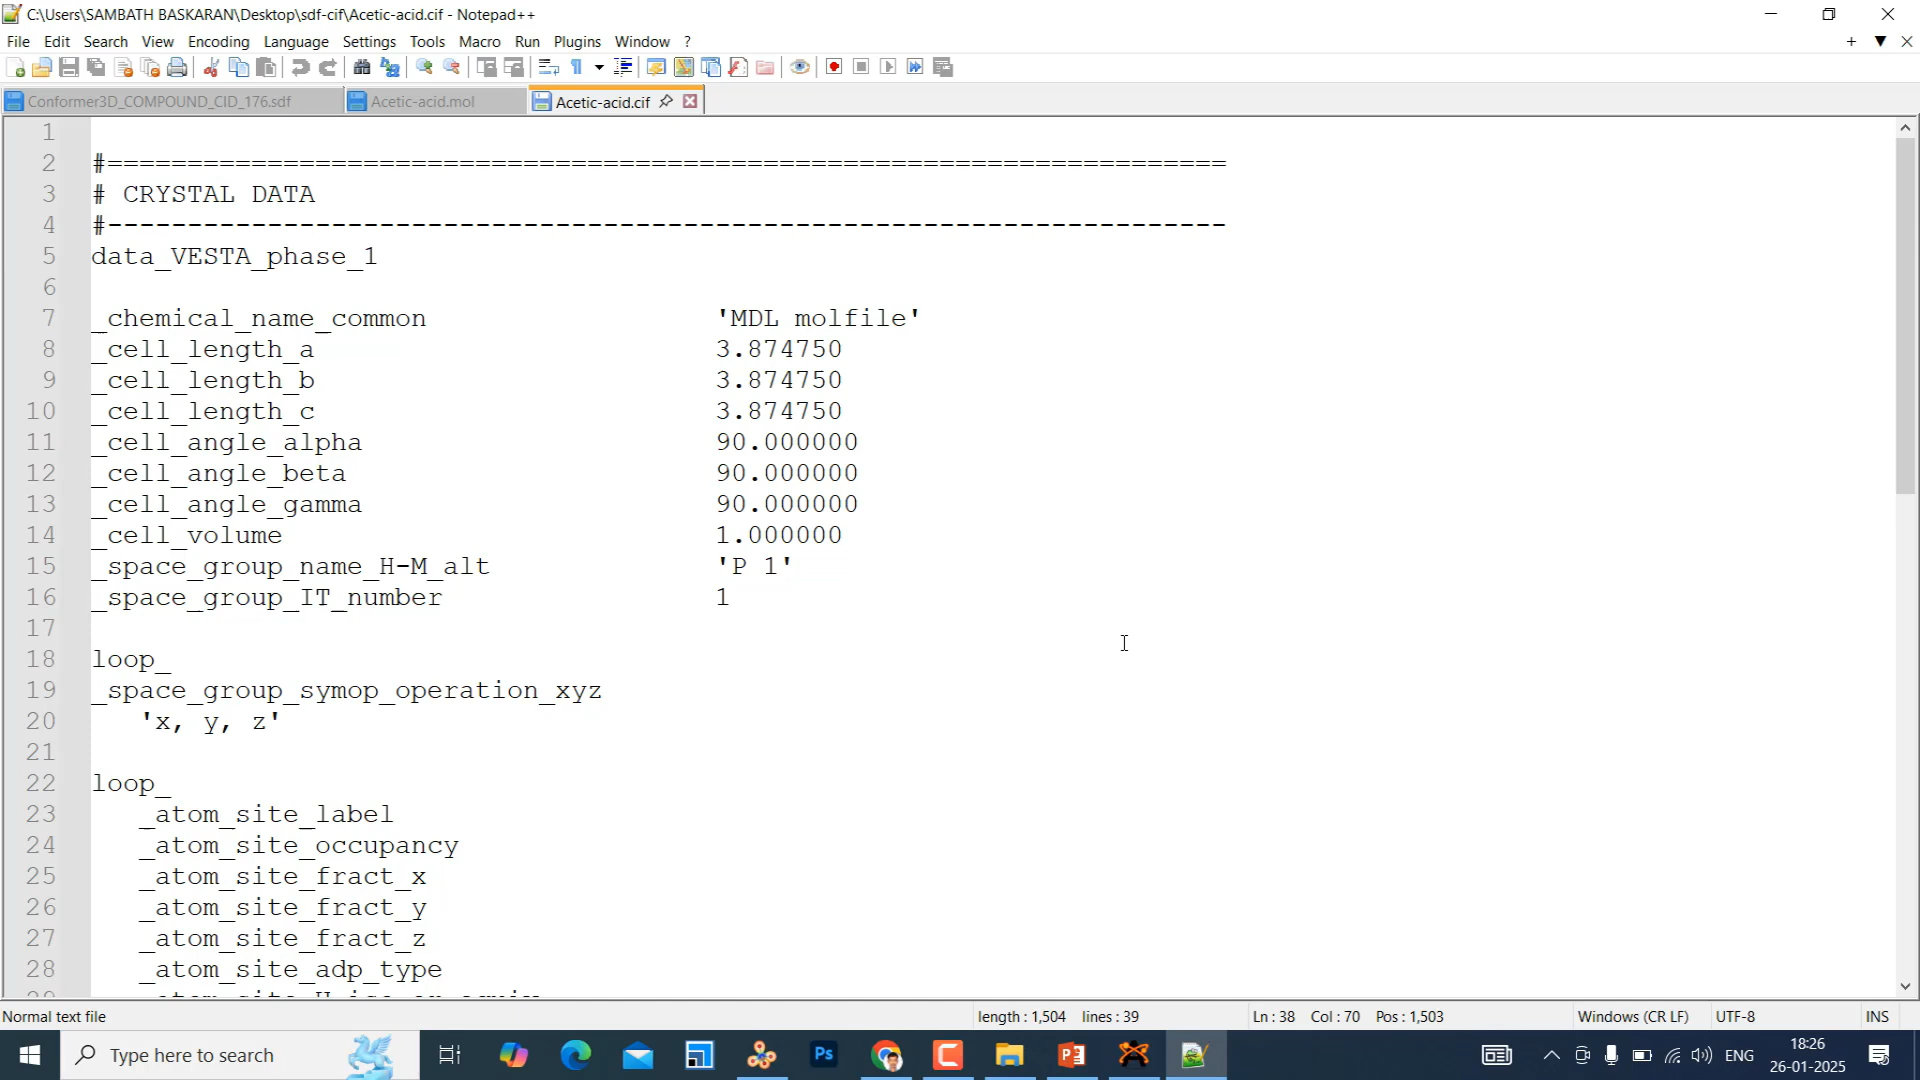 C:\Users\SAMBATH BASKARAN\Desktop\sdf-cif\Acetic-acid.cif - Notepad++
File Edit Search View Encoding Language Settings Tools Macro Run Plugins Window ?
Conformer3D_COMPOUND_CID_176.sdf Acetic-acid.mol Acetic-acid.cif
1
2 #======================================================================
3 # CRYSTAL DATA
4 #----------------------------------------------------------------------
5 data_VESTA_phase_1
6
7 _chemical_name_common 'MDL molfile'
8 _cell_length_a 3.874750
9 _cell_length_b 3.874750
10 _cell_length_c 3.874750
11 _cell_angle_alpha 90.000000
12 _cell_angle_beta 90.000000
13 _cell_angle_gamma 90.000000
14 _cell_volume 1.000000
15 _space_group_name_H-M_alt 'P 1'
16 _space_group_IT_number 1
17
18 loop_
19 _space_group_symop_operation_xyz
20 'x, y, z'
21
22 loop_
23 _atom_site_label
24 _atom_site_occupancy
25 _atom_site_fract_x
26 _atom_site_fract_y
27 _atom_site_fract_z
28 _atom_site_adp_type
Normal text file length : 1,504 lines : 39 Ln : 38 Col : 70 Pos : 1,503 Windows (CR LF) UTF-8 INS
Type here to search Ps ENG 18:26
26-01-2025